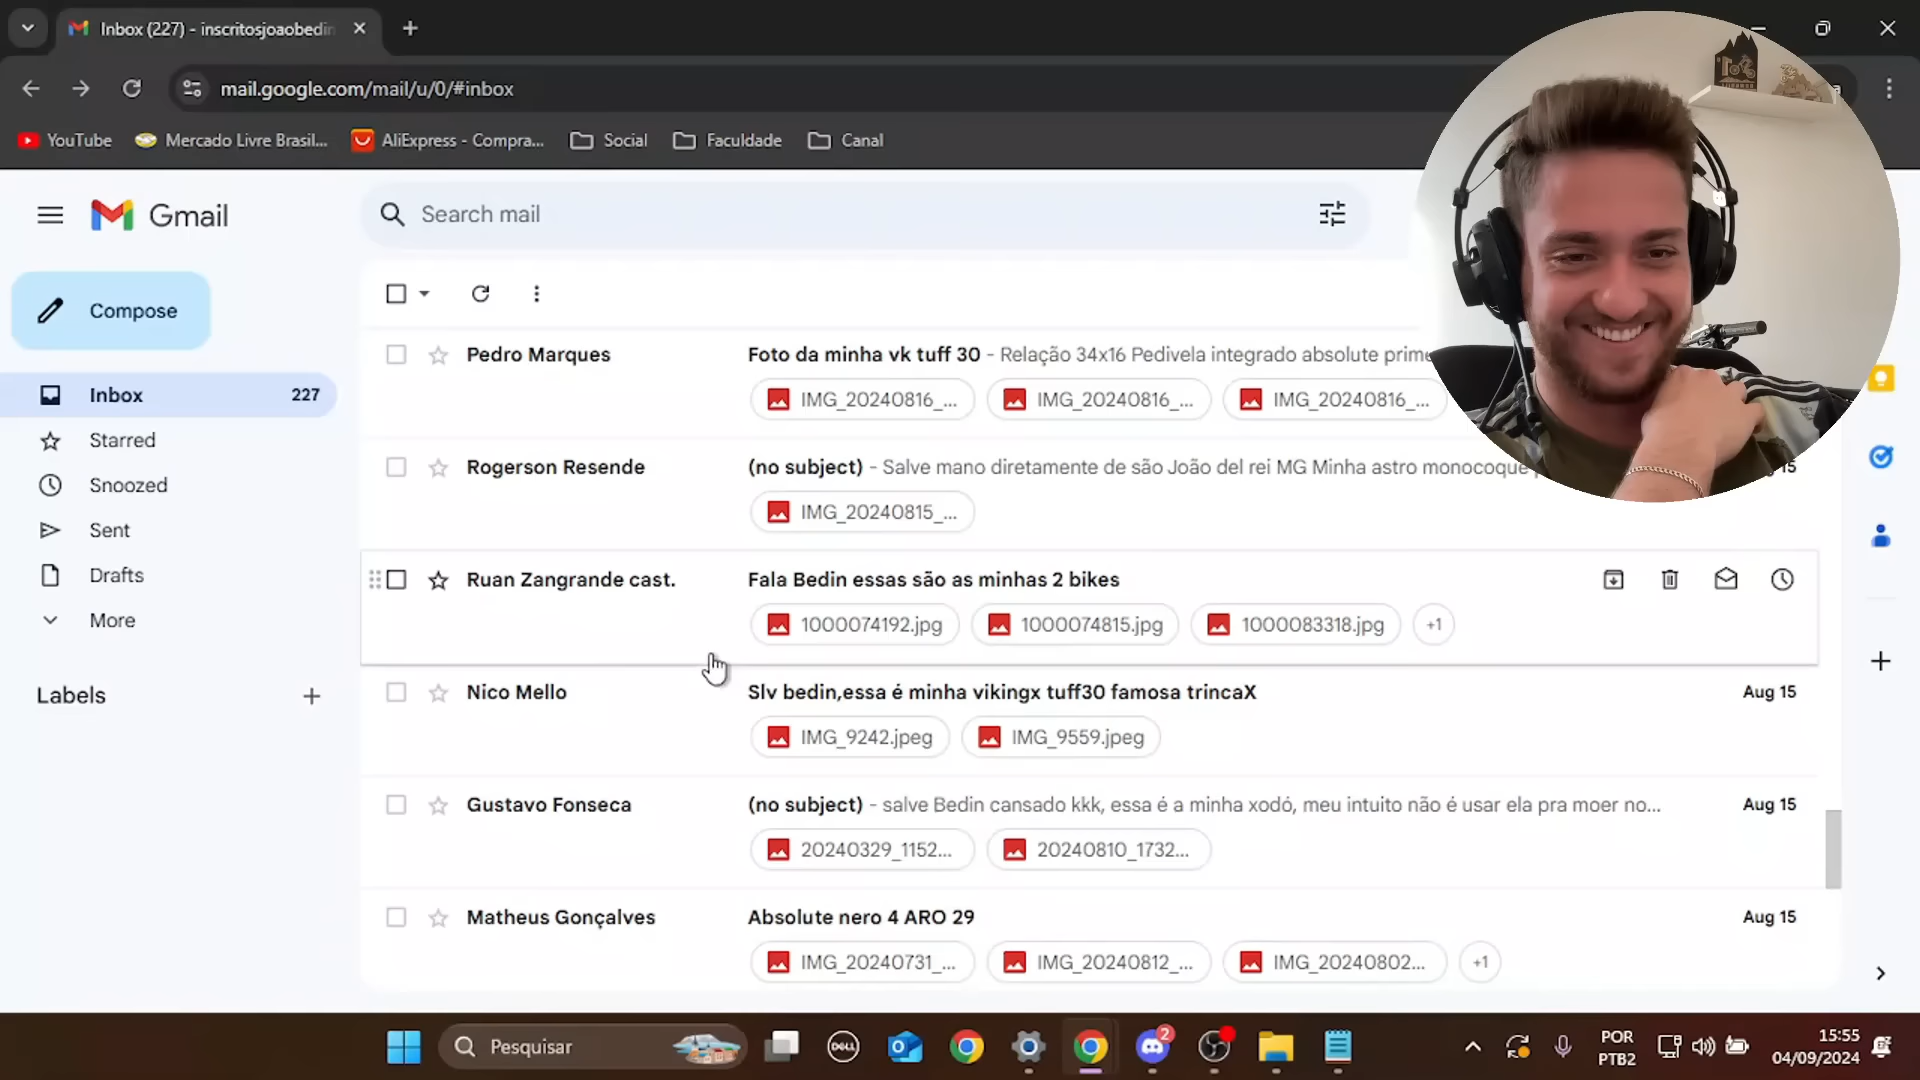 Inbox (227) - inscritosjoaobedin
mail.google.com/mail/u/0/#inbox
YouTube
Mercado Livre Brasil...
AliExpress - Compra...
Social
Faculdade
Canal
Gmail
Search mail
Compose
Inbox 227
Starred
Snoozed
Sent
Drafts
More
Labels
Pedro Marques
Foto da minha vk tuff 30 - Relação 34x16 Pedivela integrado absolute prime
IMG_20240816_... IMG_20240816_... IMG_20240816_...
Rogerson Resende
(no subject) - Salve mano diretamente de são João del rei MG Minha astro monocoque
15
IMG_20240815_...
Ruan Zangrande cast.
Fala Bedin essas são as minhas 2 bikes
1000074192.jpg 1000074815.jpg 1000083318.jpg +1
Nico Mello
Slv bedin,essa é minha vikingx tuff30 famosa trincaX
Aug 15
IMG_9242.jpeg IMG_9559.jpeg
Gustavo Fonseca
(no subject) - salve Bedin cansado kkk, essa é a minha xodó, meu intuito não é usar ela pra moer no...
Aug 15
20240329_1152... 20240810_1732...
Matheus Gonçalves
Absolute nero 4 ARO 29
Aug 15
IMG_20240731_... IMG_20240812_... IMG_20240802... +1
Pesquisar
DELL
2
POR
PTB2
15:55
04/09/2024